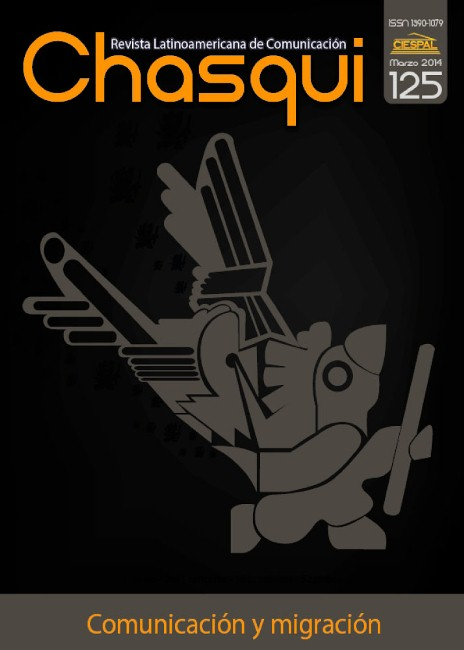 ISSN 1390-1079
CIESPAL
Marzo 2014
125
Revista Latinoamericana de Comunicación
Chasqui
Comunicación y migración